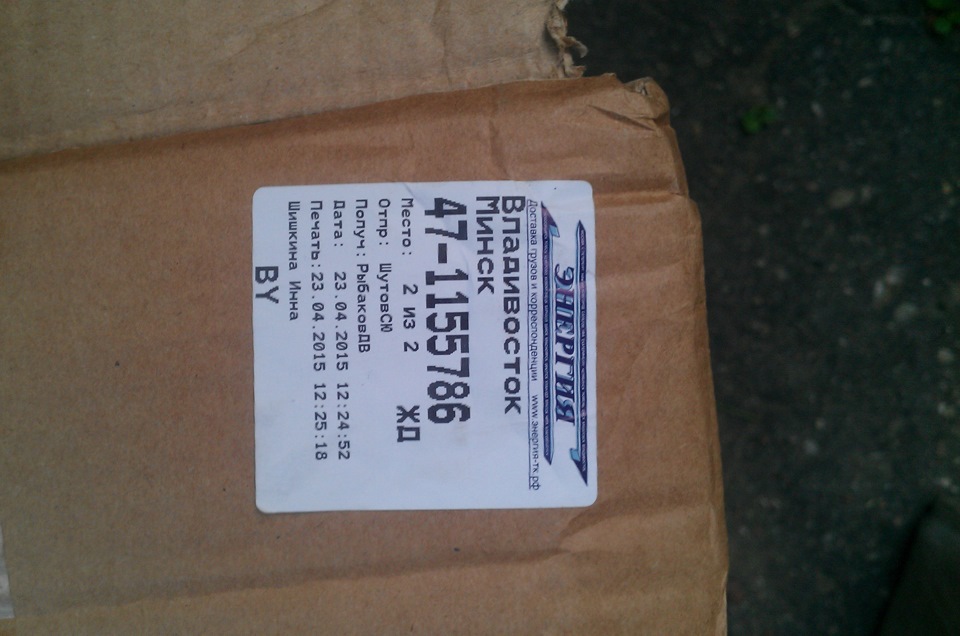 ЭНЕРГИЯ
Доставка грузов и корреспонденции www.энергия-тк.рф
Владивосток
Минск
47-1155786
Место: 2 из 2 ЖД
Отпр: ШутовСЮ
Получ: РыбаковДВ
Дата: 23.04.2015 12:24:52
Печать: 23.04.2015 12:25:18
Шишкина Инна
BY